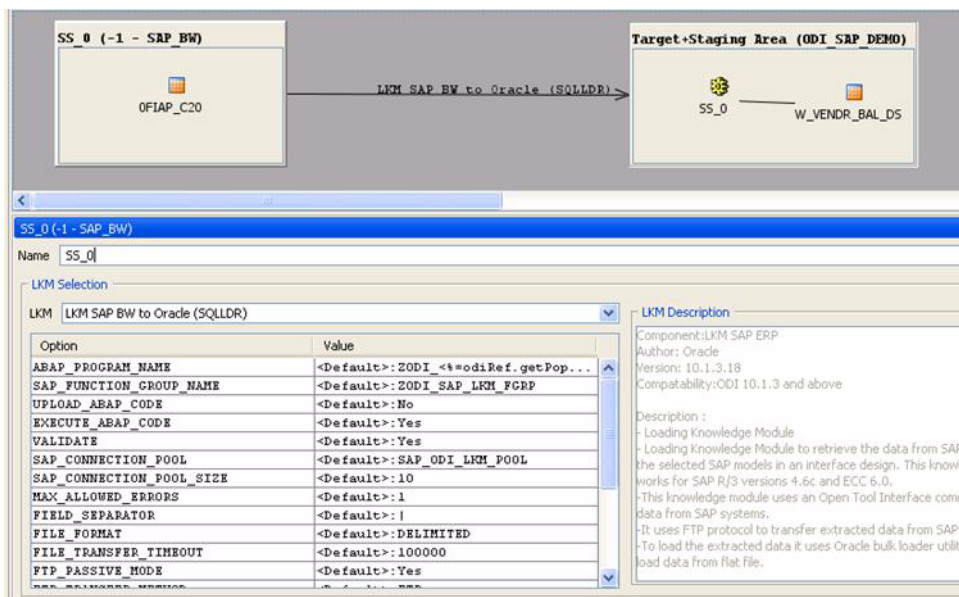 SS_0 (-1 - SAP_BW)
Target+Staging Area (ODI_SAP_DEMO)
0FIAP_C20
LKM SAP BW to Oracle (SQLLDR)
SS_0
W_VENDR_BAL_DS
SS_0 (-1 - SAP_BW)
Name SS_0
LKM Selection
LKM LKM SAP BW to Oracle (SQLLDR)
Option Value
ABAP_PROGRAM_NAME <Default>:ZODI_<%=odiRef.getPop...
SAP_FUNCTION_GROUP_NAME <Default>:ZODI_SAP_LKM_FGRP
UPLOAD_ABAP_CODE <Default>:No
EXECUTE_ABAP_CODE <Default>:Yes
VALIDATE <Default>:Yes
SAP_CONNECTION_POOL <Default>:SAP_ODI_LKM_POOL
SAP_CONNECTION_POOL_SIZE <Default>:10
MAX_ALLOWED_ERRORS <Default>:1
FIELD_SEPARATOR <Default>:|
FILE_FORMAT <Default>:DELIMITED
FILE_TRANSFER_TIMEOUT <Default>:100000
FTP_PASSIVE_MODE <Default>:Yes
LKM Description
Component:LKM SAP ERP
Author: Oracle
Version: 10.1.3.18
Compatability:ODI 10.1.3 and above
Description :
- Loading Knowledge Module
- Loading Knowledge Module to retrieve the data from SAP
the selected SAP models in an interface design. This
works for SAP R/3 versions 4.6c and ECC 6.0.
-This knowledge module uses an Open Tool Interface
data from SAP systems.
-It uses FTP protocol to transfer extracted data from SAP
-To load the extracted data it uses Oracle bulk loader
load data from flat file.